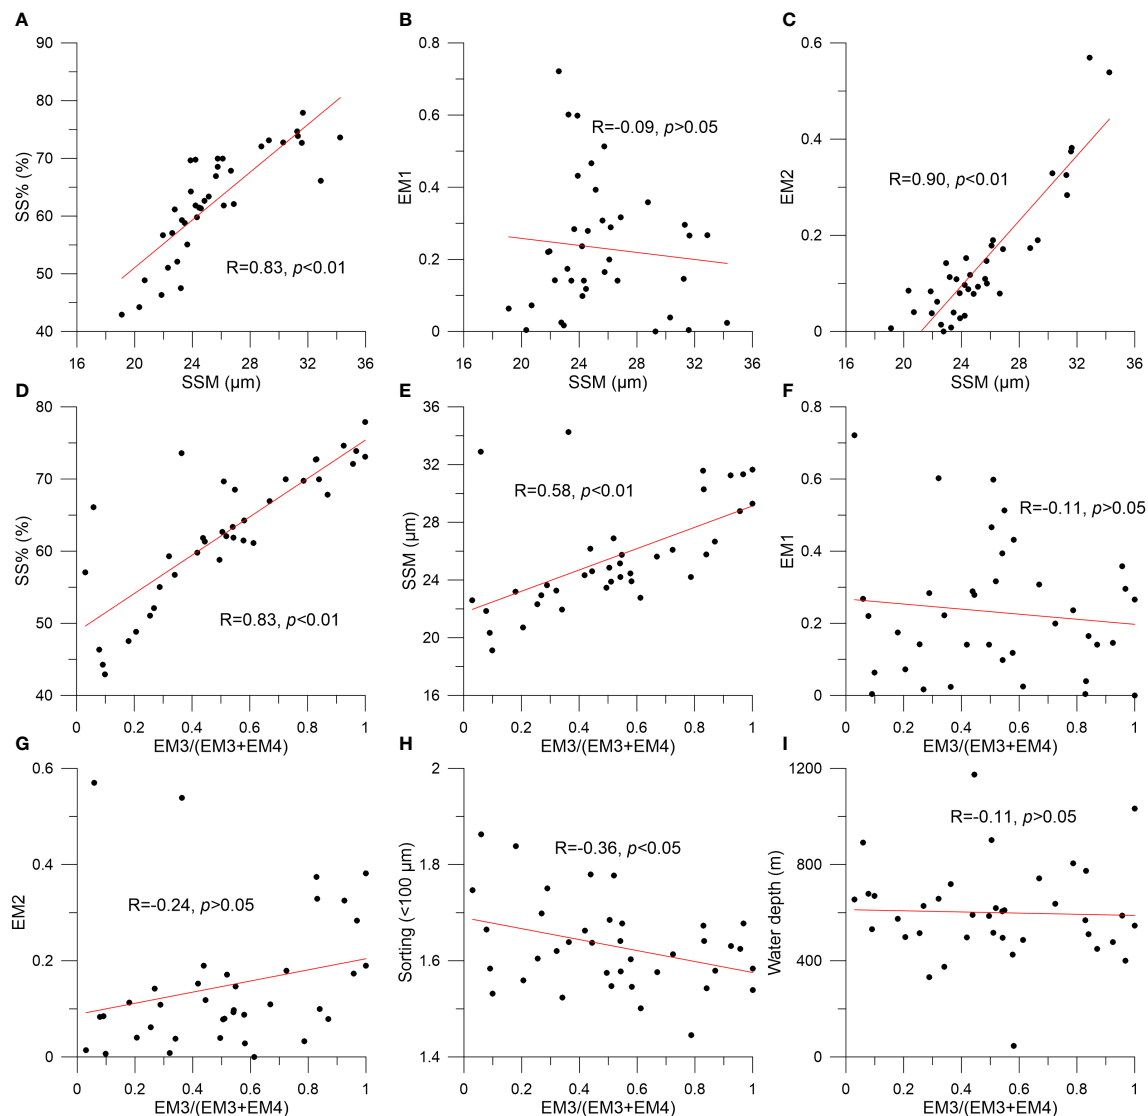 A
B
C
90
80
70
60
50
40
SS% (%)
R=0.83, p<0.01
16
20
24
28
32
36
SSM (µm)
0.8
0.6
0.4
0.2
0
EM1
R=-0.09, p>0.05
16
20
24
28
32
36
SSM (µm)
0.6
0.4
0.2
0
EM2
R=0.90, p<0.01
16
20
24
28
32
36
SSM (µm)
D
E
F
80
70
60
50
40
SS% (%)
R=0.83, p<0.01
0
0.2
0.4
0.6
0.8
1
EM3/(EM3+EM4)
36
32
28
24
20
16
SSM (µm)
R=0.58, p<0.01
0
0.2
0.4
0.6
0.8
1
EM3/(EM3+EM4)
0.8
0.6
0.4
0.2
0
EM1
R=-0.11, p>0.05
0
0.2
0.4
0.6
0.8
1
EM3/(EM3+EM4)
G
H
I
0.6
0.4
0.2
0
EM2
R=-0.24, p>0.05
0
0.2
0.4
0.6
0.8
1
EM3/(EM3+EM4)
2
1.8
1.6
1.4
Sorting (<100 µm)
R=-0.36, p<0.05
0
0.2
0.4
0.6
0.8
1
EM3/(EM3+EM4)
1200
800
400
0
Water depth (m)
R=-0.11, p>0.05
0
0.2
0.4
0.6
0.8
1
EM3/(EM3+EM4)